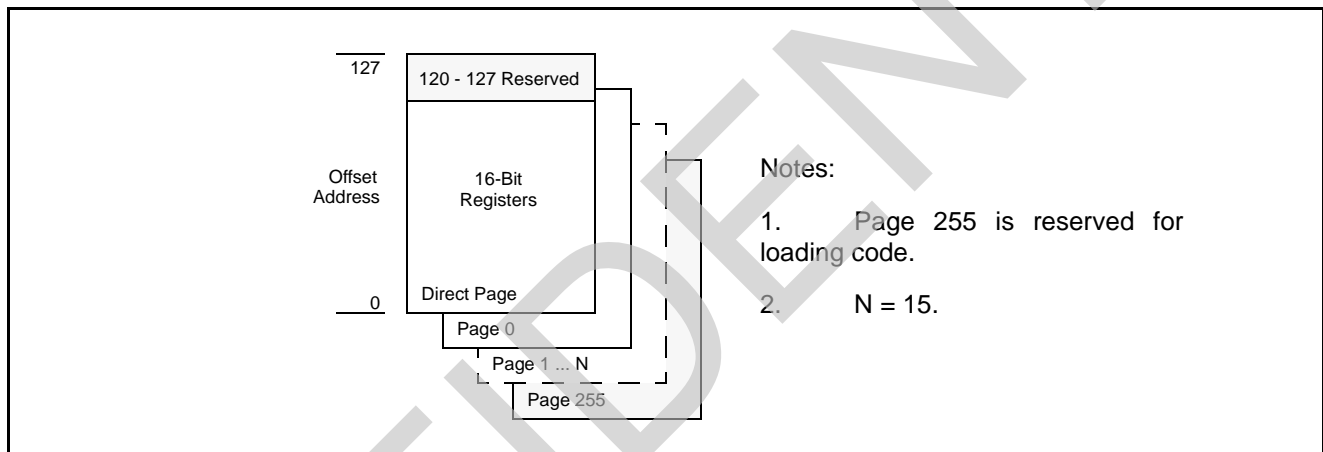 127
120 - 127 Reserved
Offset
Address
16-Bit
Registers
0
Direct Page
Page 0
Page 1 ... N
Page 255
Notes:
1. Page 255 is reserved for
loading code.
2. N = 15.